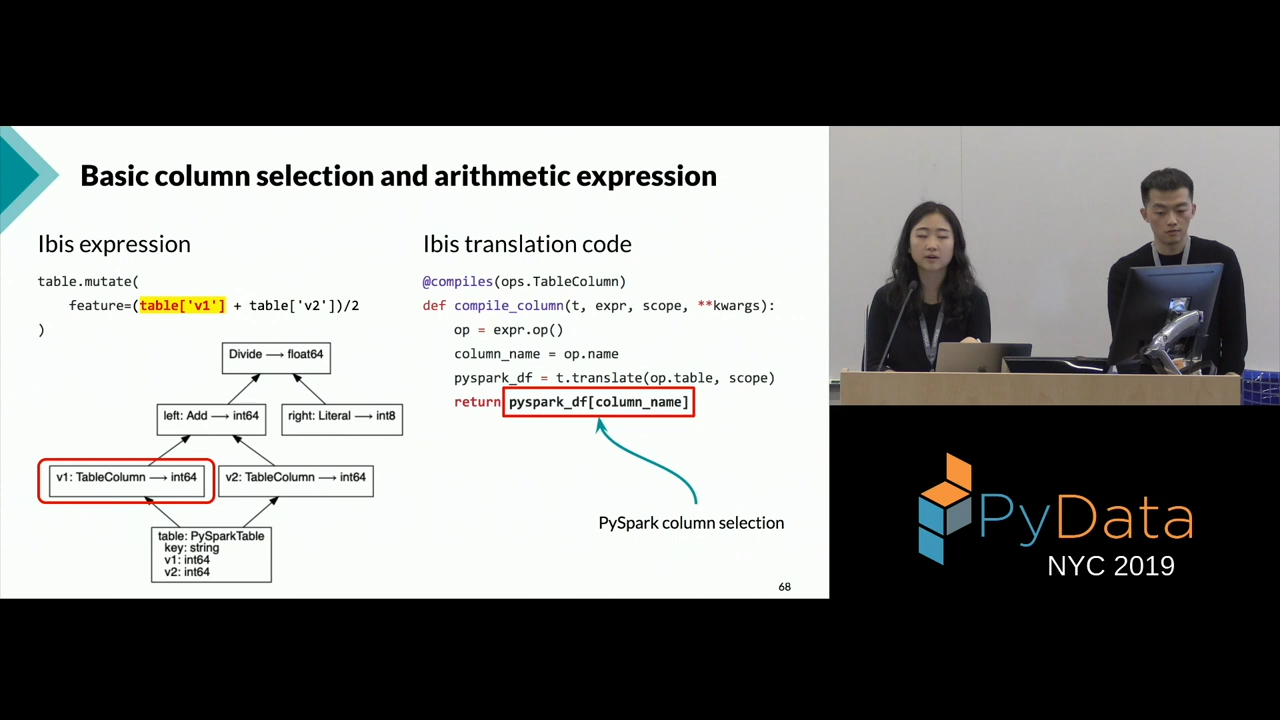 Basic column selection and arithmetic expression
Ibis expression
table.mutate(
feature=(table['v1'] + table['v2'])/2
)
Divide ⟶ float64
left: Add ⟶ int64
right: Literal ⟶ int8
v1: TableColumn ⟶ int64
v2: TableColumn ⟶ int64
table: PySparkTable
key: string
v1: int64
v2: int64
Ibis translation code
@compiles(ops.TableColumn)
def compile_column(t, expr, scope, **kwargs):
op = expr.op()
column_name = op.name
pyspark_df = t.translate(op.table, scope)
return pyspark_df[column_name]
PySpark column selection
68
PyData
NYC 2019